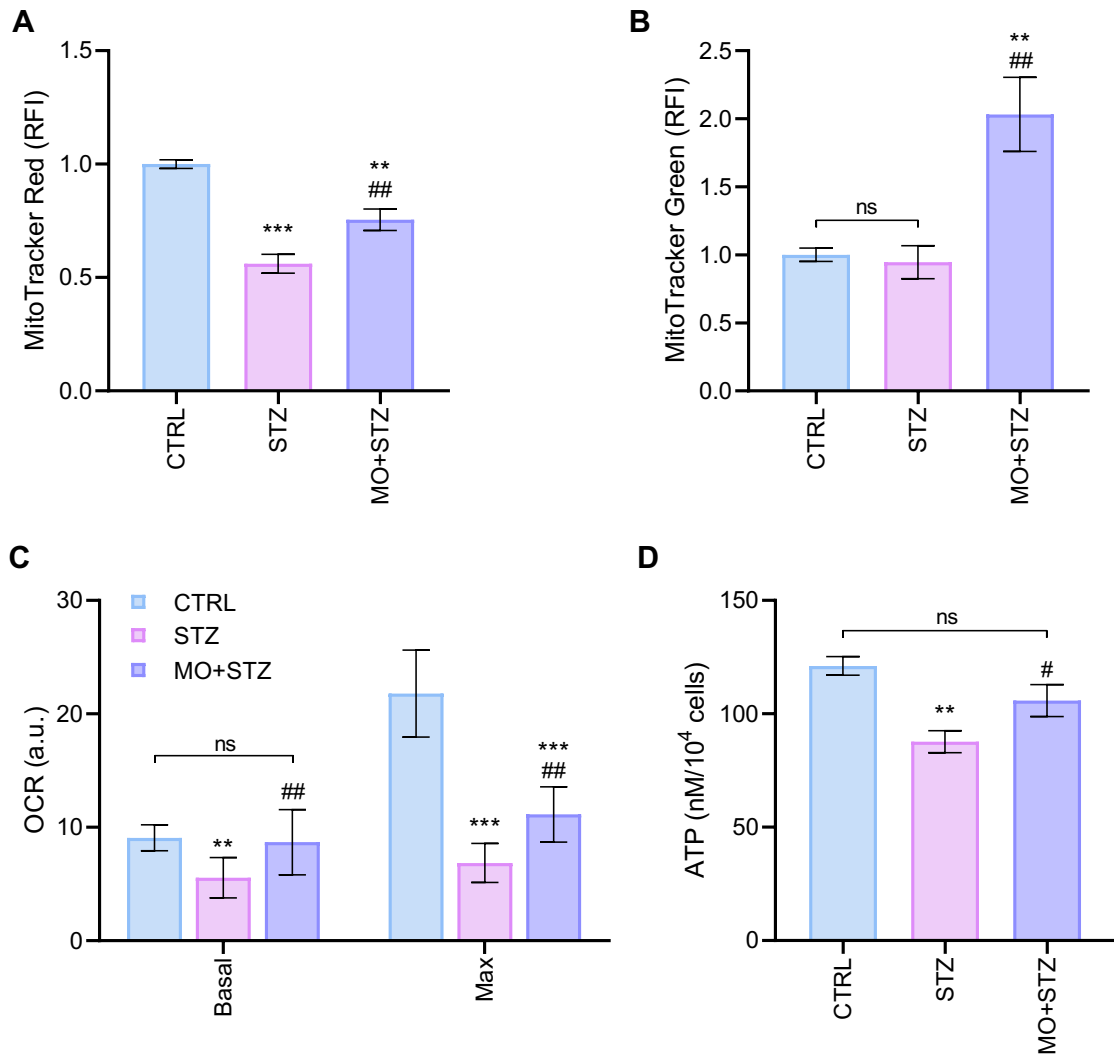 A
MitoTracker Red (RFI)
1.5
1.0
0.5
0.0
***
**
##
CTRL
STZ
MO+STZ
B
MitoTracker Green (RFI)
2.5
2.0
1.5
1.0
0.5
0.0
ns
**
##
CTRL
STZ
MO+STZ
C
OCR (a.u.)
30
20
10
0
CTRL
STZ
MO+STZ
ns
**
##
***
***
##
Basal
Max
D
ATP (nM/10⁴ cells)
150
100
50
0
ns
**
#
CTRL
STZ
MO+STZ